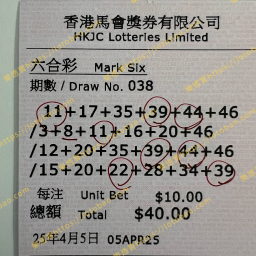 香港馬會獎券有限公司
HKJC Lotteries Limited
六合彩 Mark Six
期數 / Draw No. 038
11+17+35+39+44+46
/3+8+11+16+20+46
/12+20+35+39+44+46
/15+20+22+28+34+39
每注 Unit Bet $10.00
總額 Total $40.00
25年4月5日 05APR25